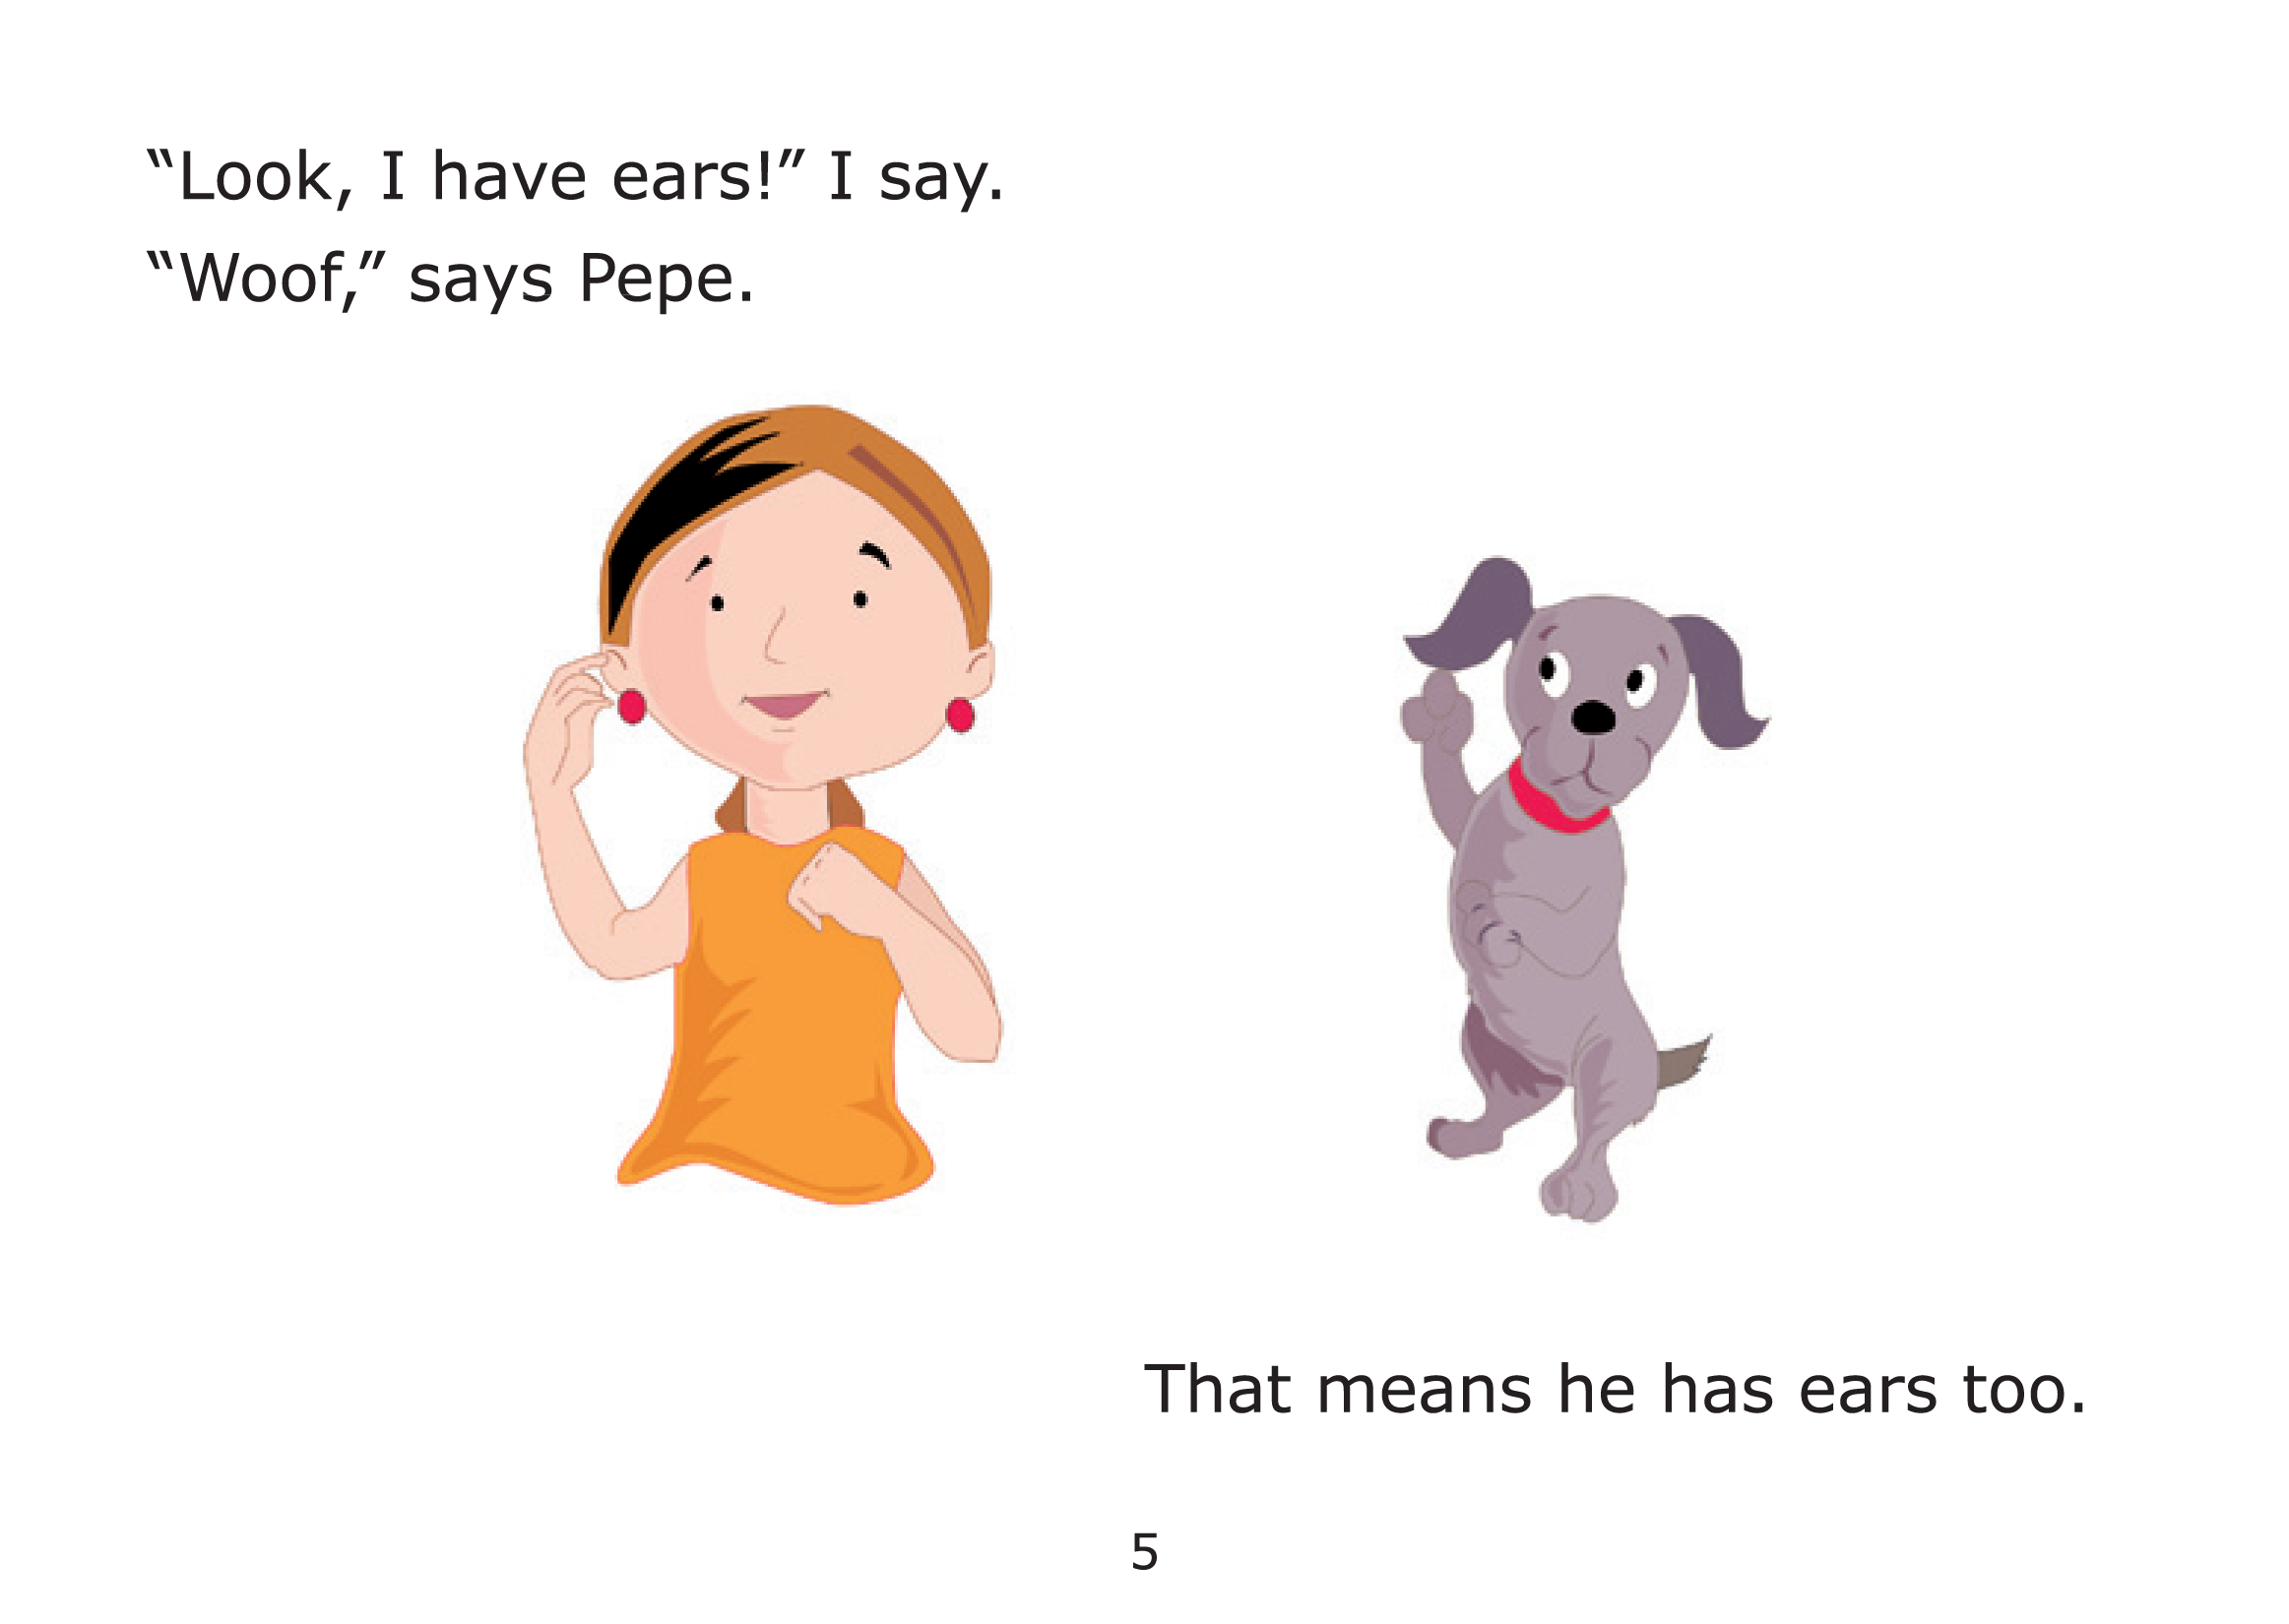 “Look, I have ears!” I say.
“Woof,” says Pepe.
That means he has ears too.
5